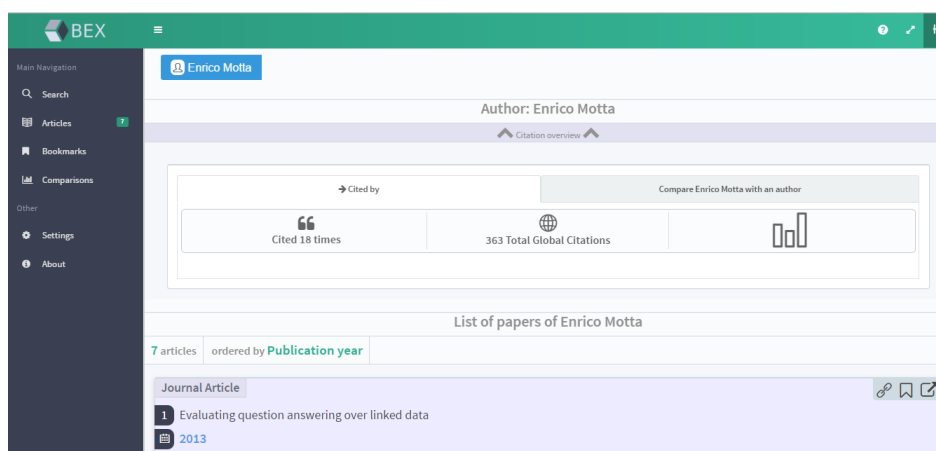 BEX
Main Navigation
Search
Articles 7
Bookmarks
Comparisons
Other
Settings
About
Enrico Motta
Author: Enrico Motta
Citation overview
Cited by
Compare Enrico Motta with an author
Cited 18 times
363 Total Global Citations
List of papers of Enrico Motta
7 articles ordered by Publication year
Journal Article
1 Evaluating question answering over linked data
2013